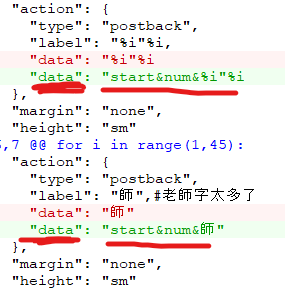 "action": {
"type": "postback",
"label": "%i"%i,
"data": "%i"%i
"data": "start&num&%i"%i
},
"margin": "none",
"height": "sm"
,7 @@ for i in range(1,45):
"action": {
"type": "postback",
"label": "師",#老師字太多了
"data": "師"
"data": "start&num&師"
},
"margin": "none",
"height": "sm"